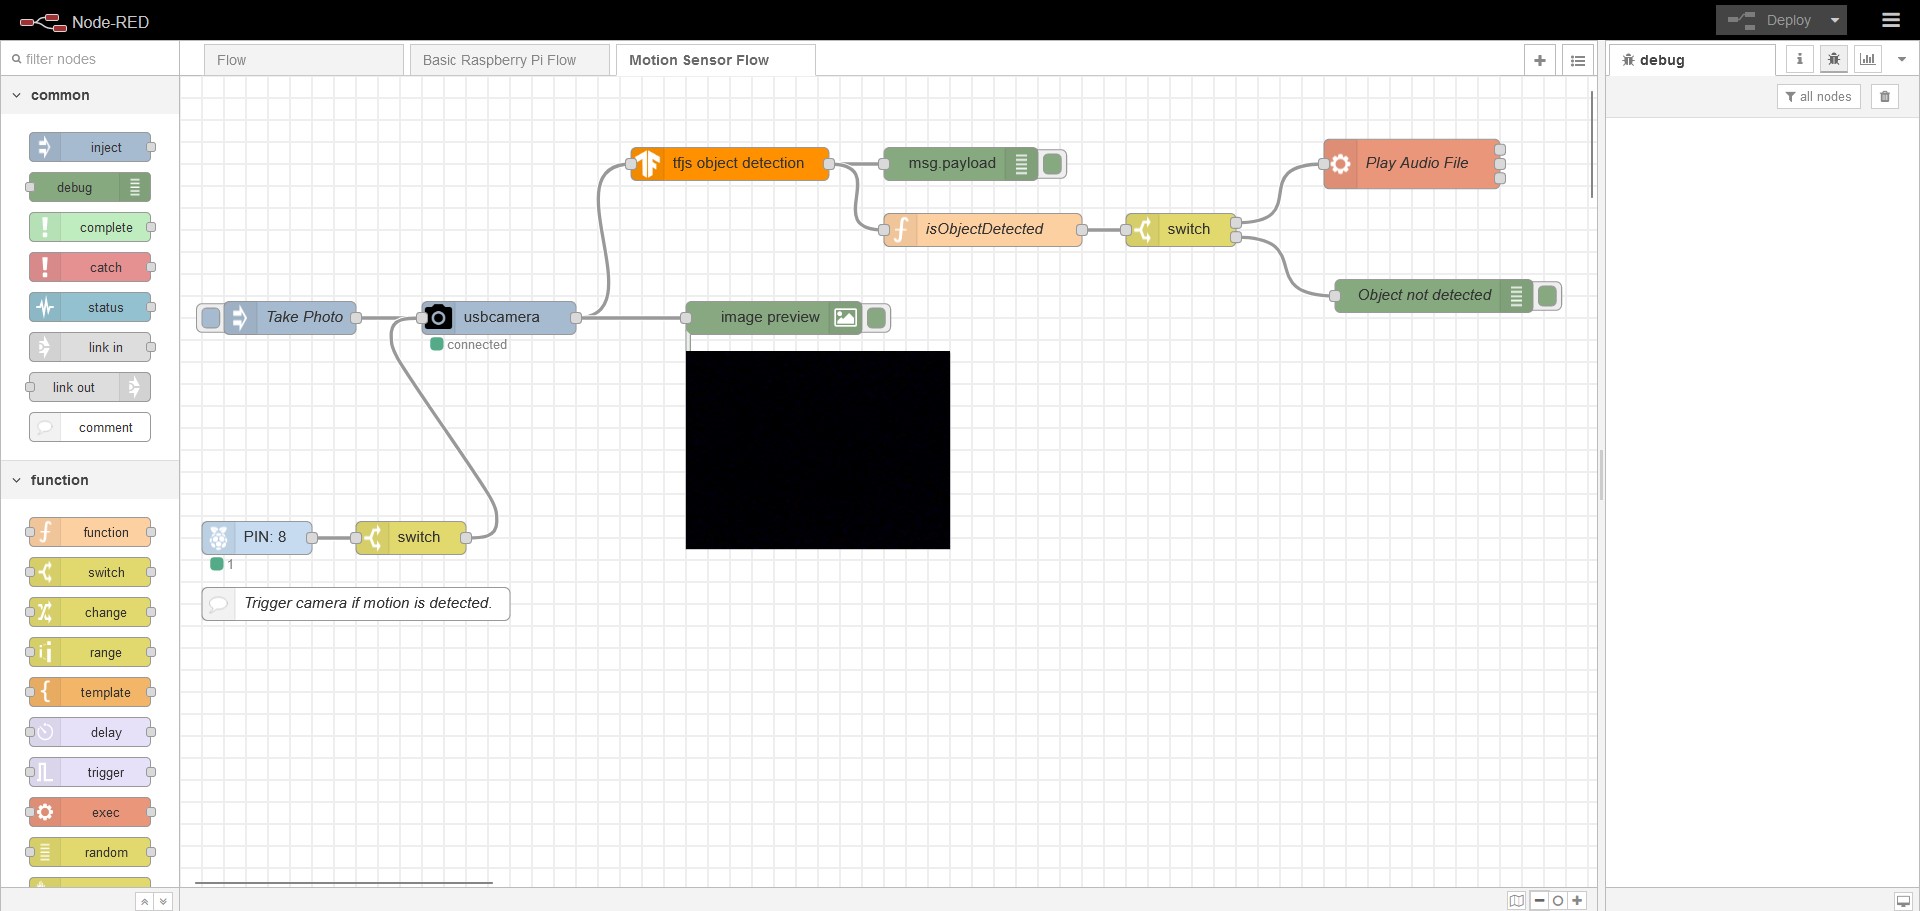 Node-RED
Deploy
filter nodes
Flow
Basic Raspberry Pi Flow
Motion Sensor Flow
debug
all nodes
common
inject
debug
complete
catch
status
link in
link out
comment
function
function
switch
change
range
template
delay
trigger
exec
random
tfjs object detection
msg.payload
Play Audio File
isObjectDetected
switch
Object not detected
Take Photo
usbcamera
connected
image preview
PIN: 8
switch
1
Trigger camera if motion is detected.